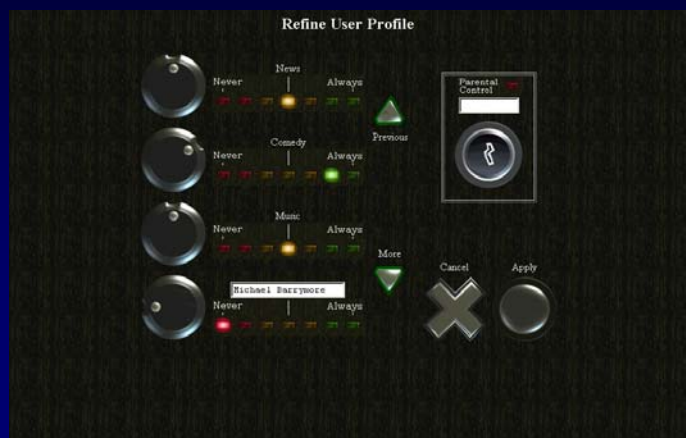 Refine User Profile
News
Never Always
Comedy
Never Always
Music
Never Always
Michael Barrymore
Never Always
Previous
More
Parental
Control
Cancel Apply